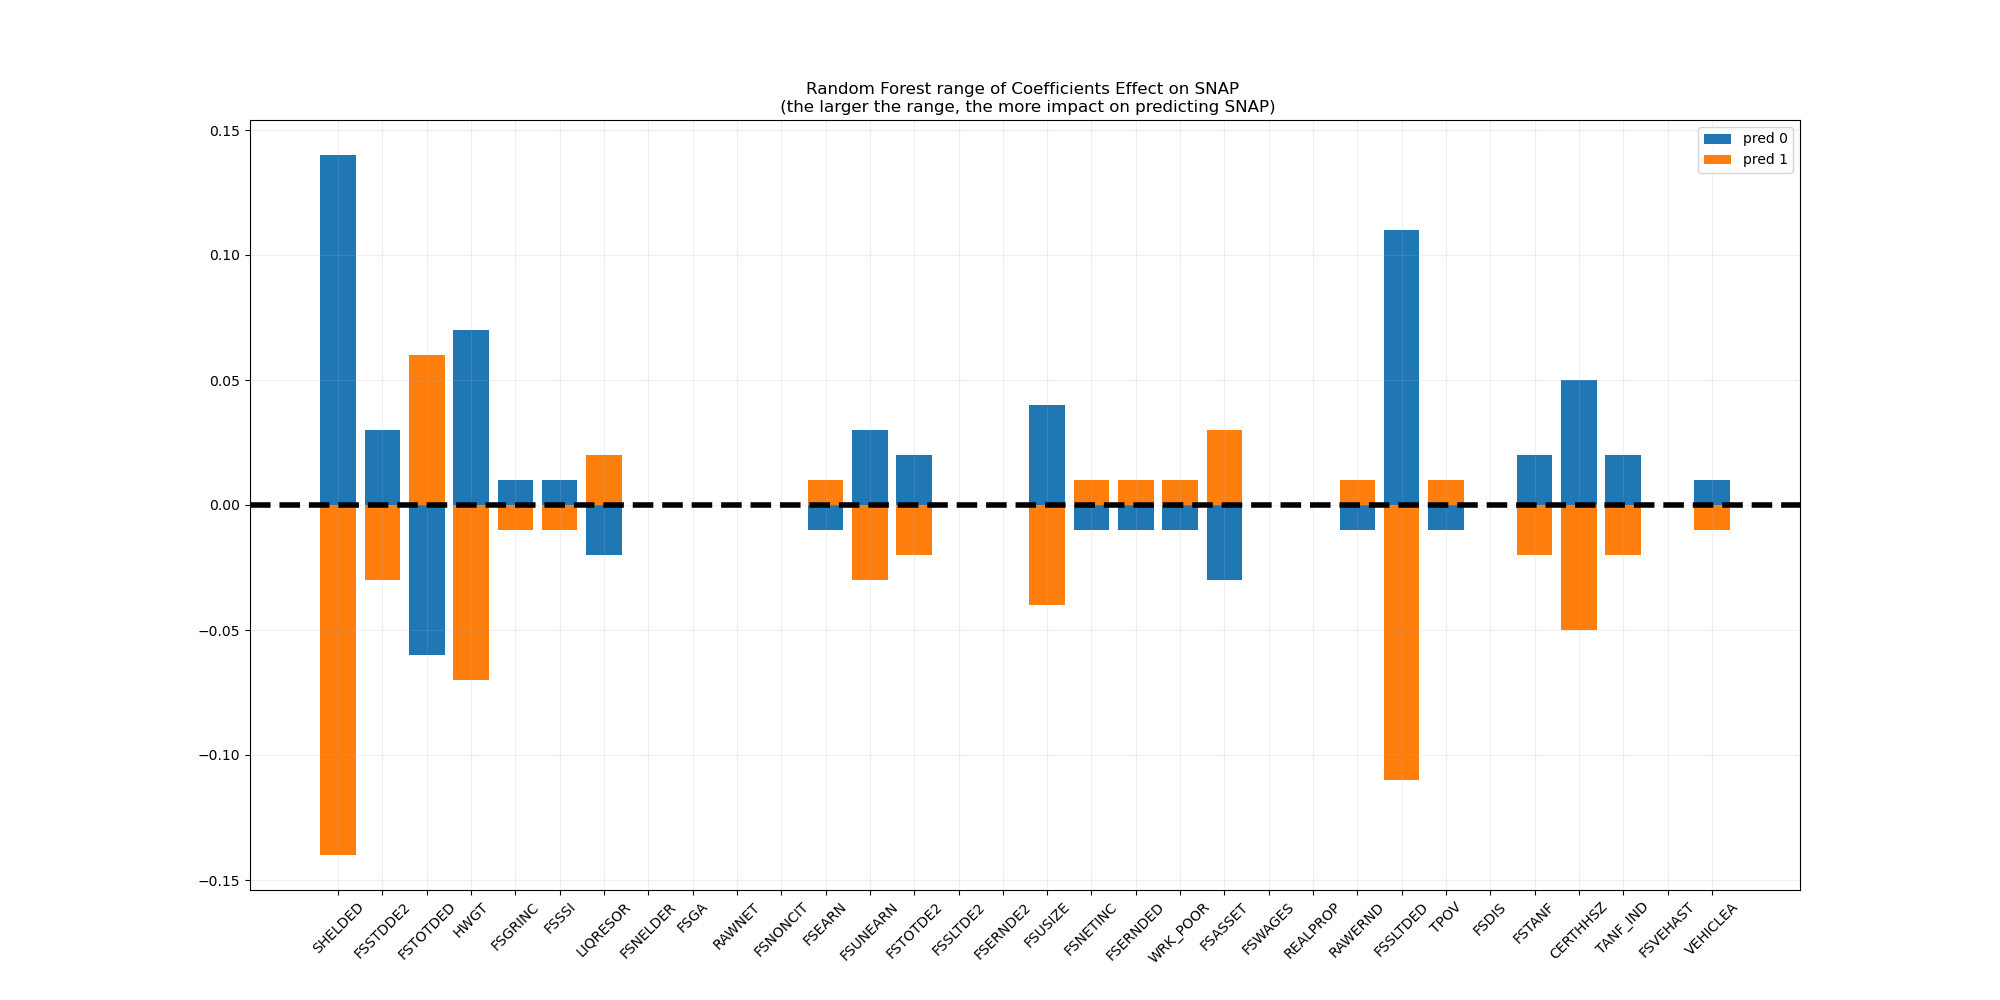 Random Forest range of Coefficients Effect on SNAP
(the larger the range, the more impact on predicting SNAP)
pred 0
pred 1
0.15
0.10
0.05
0.00
−0.05
−0.10
−0.15
SHELDED
FSSTDDE2
FSTOTDED
HWGT
FSGRINC
FSSSI
LIQRESOR
FSNELDER
FSGA
RAWNET
FSNONCIT
FSEARN
FSUNEARN
FSTOTDE2
FSSLTDE2
FSERNDE2
FSUSIZE
FSNETINC
FSERNDED
WRK_POOR
FSASSET
FSWAGES
REALPROP
RAWERND
FSSLTDED
TPOV
FSDIS
FSTANF
CERTHHSZ
TANF_IND
FSVEHAST
VEHICLEA